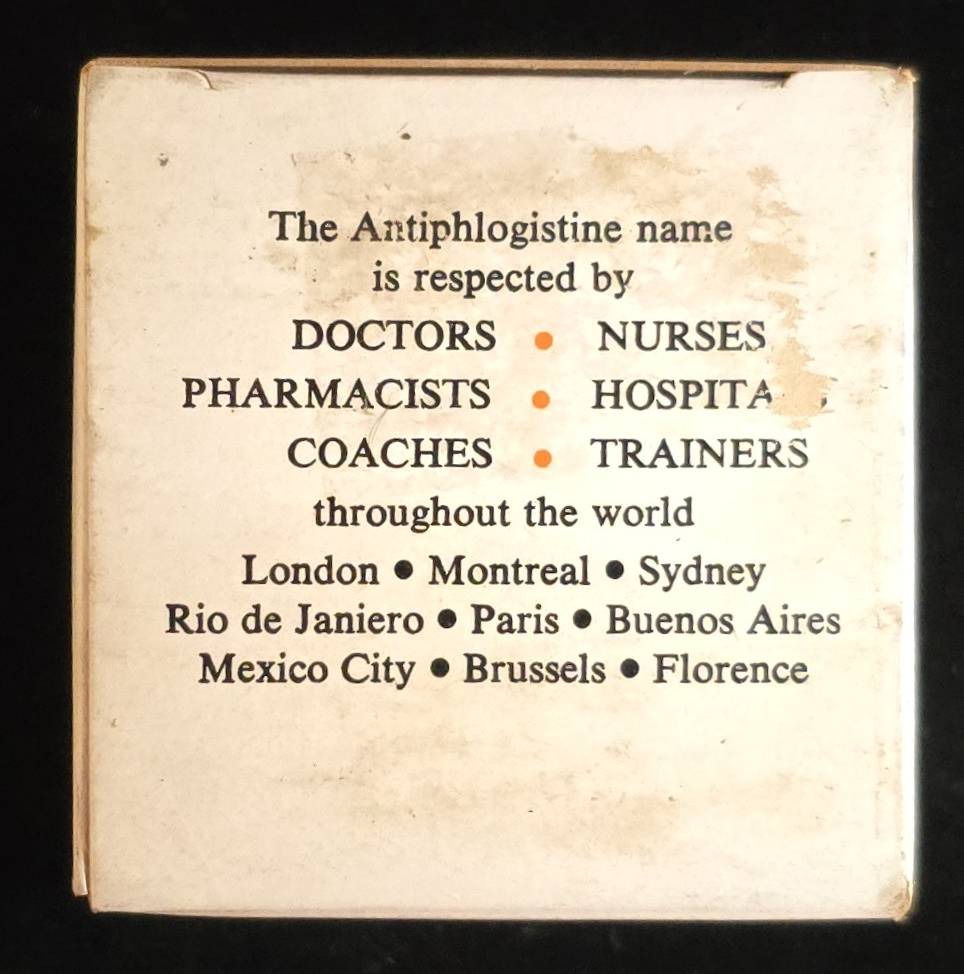 The Antiphlogistine name
is respected by
DOCTORS • NURSES
PHARMACISTS •
COACHES • TRAINERS
throughout the world
London • Montreal • Sydney
Rio de Janiero • Paris • Buenos Aires
Mexico City • Brussels • Florence